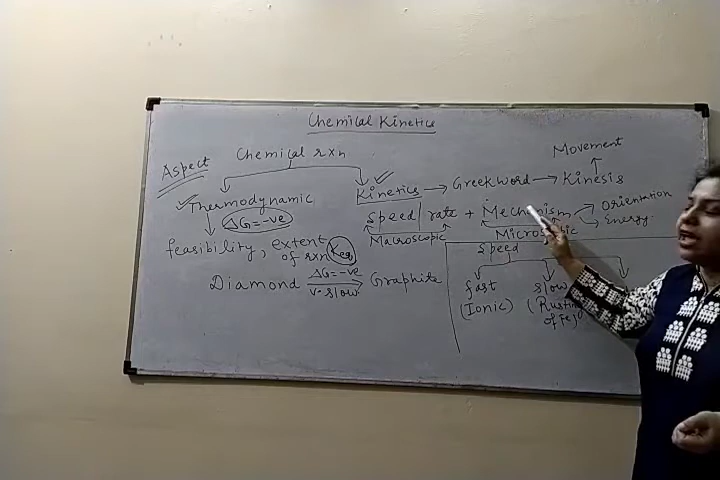 Chemical Kinetics
Movement
Aspect
Chemical rxn
Thermodynamic
Kinetics → Greek Word → Kinesis
Speed/rate + Mechanism
Orientation
Energy
Macroscopic
Microscopic
ΔG = -ve
feasibility, extent of rxn Keq
Diamond ΔG = -ve V. slow Graphite
Speed
fast
(Ionic)
slow
of Fe